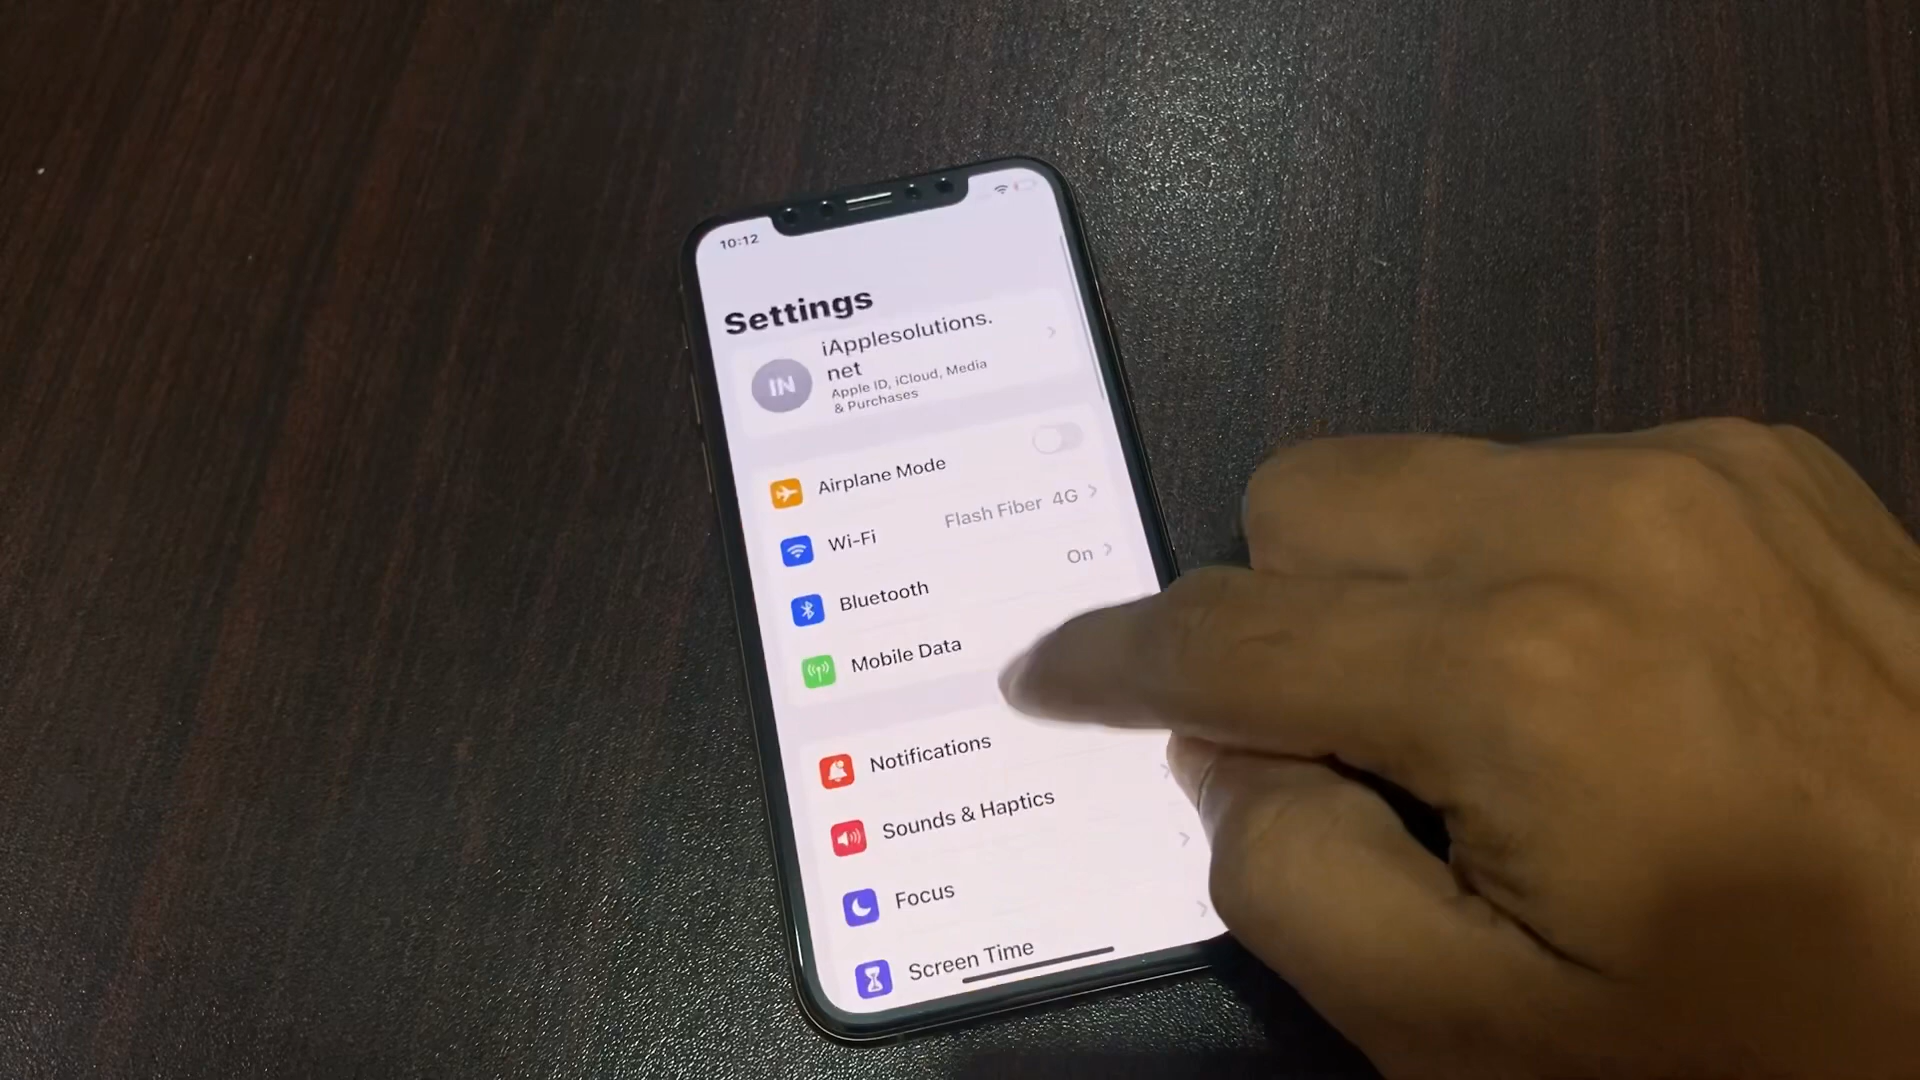 10:12
Settings
IN
iApplesolutions.
net
Apple ID, iCloud, Media
& Purchases
Airplane Mode
Wi-Fi
Flash Fiber 4G
Bluetooth
On
Mobile Data
Notifications
Sounds & Haptics
Focus
Screen Time